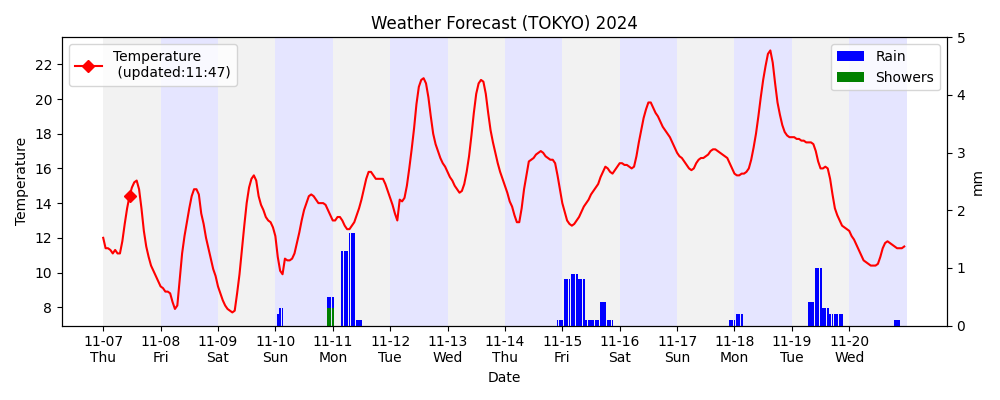 Weather Forecast (TOKYO) 2024
Temperature
(updated:11:47)
Rain
Showers
Temperature
22
20
18
16
14
12
10
8
5
4
3
2
1
0
mm
11-07 11-08 11-09 11-10 11-11 11-12 11-13 11-14 11-15 11-16 11-17 11-18 11-19 11-20
Thu Fri Sat Sun Mon Tue Wed Thu Fri Sat Sun Mon Tue Wed
Date